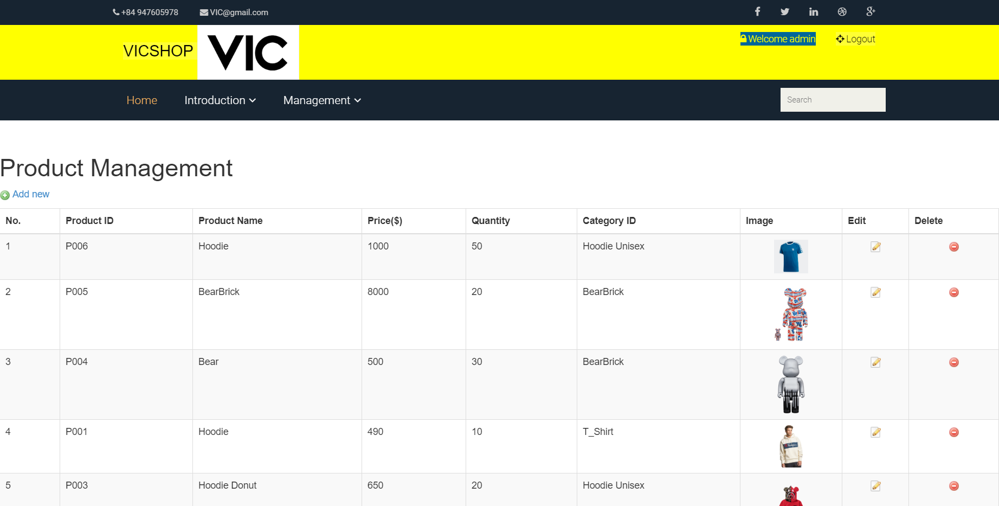 +84 947605978 VIC@gmail.com
VICSHOP VIC Welcome admin Logout
Home Introduction Management Search
Product Management
Add new
No. Product ID Product Name Price($) Quantity Category ID Image Edit Delete
1 P006 Hoodie 1000 50 Hoodie Unisex
2 P005 BearBrick 8000 20 BearBrick
3 P004 Bear 500 30 BearBrick
4 P001 Hoodie 490 10 T_Shirt
5 P003 Hoodie Donut 650 20 Hoodie Unisex